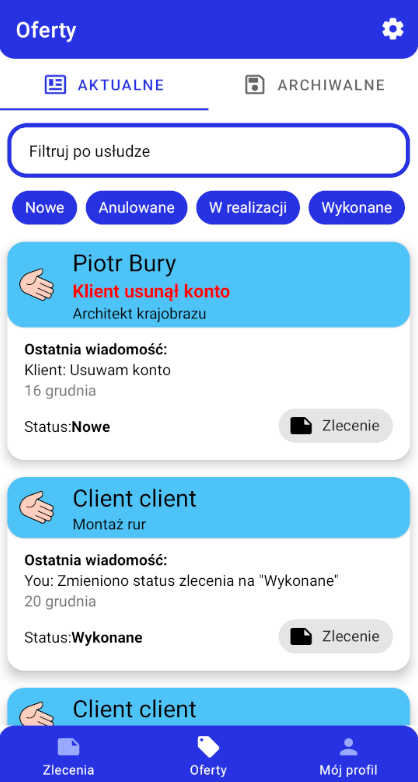 Oferty
AKTUALNE
ARCHIWALNE
Filtruj po usłudze
Nowe
Anulowane
W realizacji
Wykonane
Piotr Bury
Klient usunął konto
Architekt krajobrazu
Ostatnia wiadomość:
Klient: Usuwam konto
16 grudnia
Status:Nowe
Zlecenie
Client client
Montaż rur
Ostatnia wiadomość:
You: Zmieniono status zlecenia na "Wykonane"
20 grudnia
Status:Wykonane
Zlecenie
Client client
Zlecenia
Oferty
Mój profil